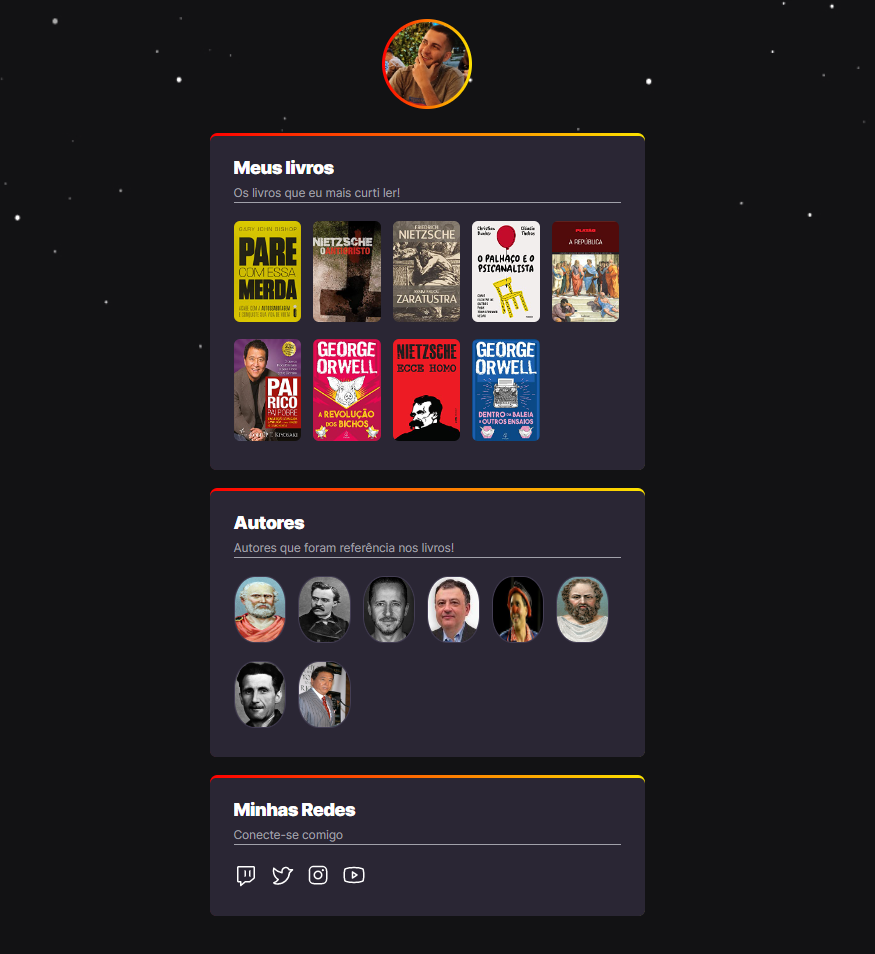 Meus livros
Os livros que eu mais curti ler!
GARY JOHN BISHOP
PARE
COM ESSA
MERDA
NIETZSCHE
O ANTICRISTO
FRIEDRICH
NIETZSCHE
ZARATUSTRA
Christian Dunker
Cláudio Thebas
O PALHAÇO E O
PSICANALISTA
PLATÃO
A REPÚBLICA
PAI
RICO
PAI POBRE
GEORGE
ORWELL
A REVOLUÇÃO
DOS BICHOS
NIETZSCHE
ECCE HOMO
GEORGE
ORWELL
DENTRO DA BALEIA
E OUTROS ENSAIOS
Autores
Autores que foram referência nos livros!
Minhas Redes
Conecte-se comigo